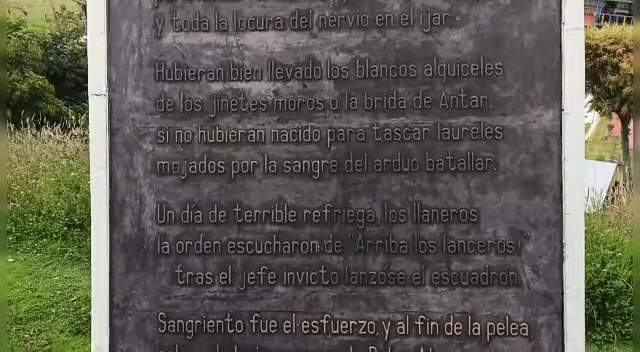 y toda la locura del nervio en el ijar.
Hubieran bien llevado los blancos alquiceles
de los jinetes moros o la brida de Antar,
si no hubieran nacido para tascar laureles
mojados por la sangre del arduo batallar.
Un día de terrible refriega, los llaneros
la orden escucharon de "Arriba los lanceros"
tras el jefe invicto lanzóse el escuadrón.
Sangriento fue el esfuerzo, y al fin de la pelea,